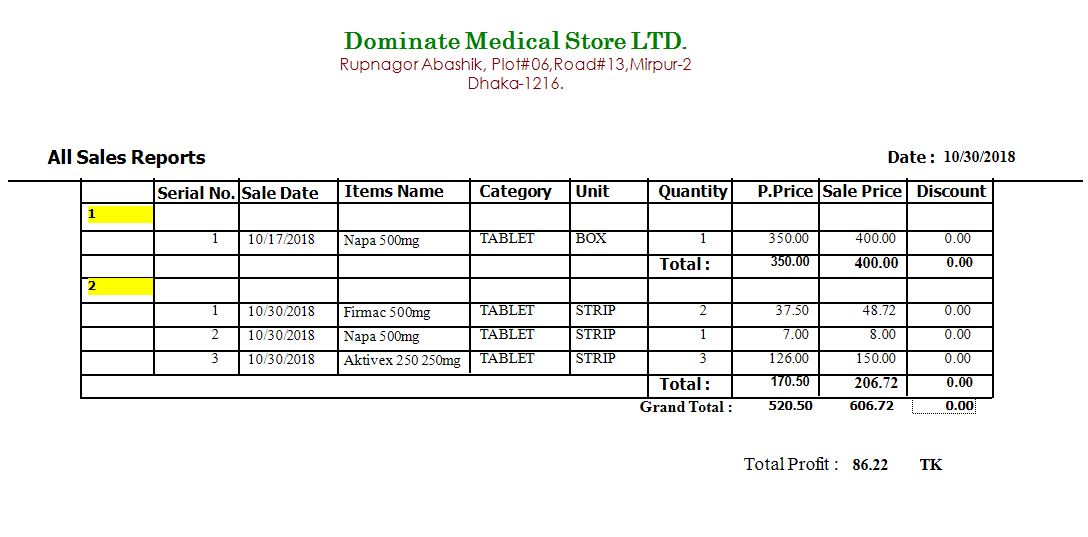 Dominate Medical Store LTD.
Rupnagor Abashik, Plot#06,Road#13,Mirpur-2
Dhaka-1216.
All Sales Reports Date : 10/30/2018
Serial No. Sale Date Items Name Category Unit Quantity P.Price Sale Price Discount
1
1 10/17/2018 Napa 500mg TABLET BOX 1 350.00 400.00 0.00
Total : 350.00 400.00 0.00
2
1 10/30/2018 Firmac 500mg TABLET STRIP 2 37.50 48.72 0.00
2 10/30/2018 Napa 500mg TABLET STRIP 1 7.00 8.00 0.00
3 10/30/2018 Aktivex 250 250mg TABLET STRIP 3 126.00 150.00 0.00
Total : 170.50 206.72 0.00
Grand Total : 520.50 606.72 0.00
Total Profit : 86.22 TK